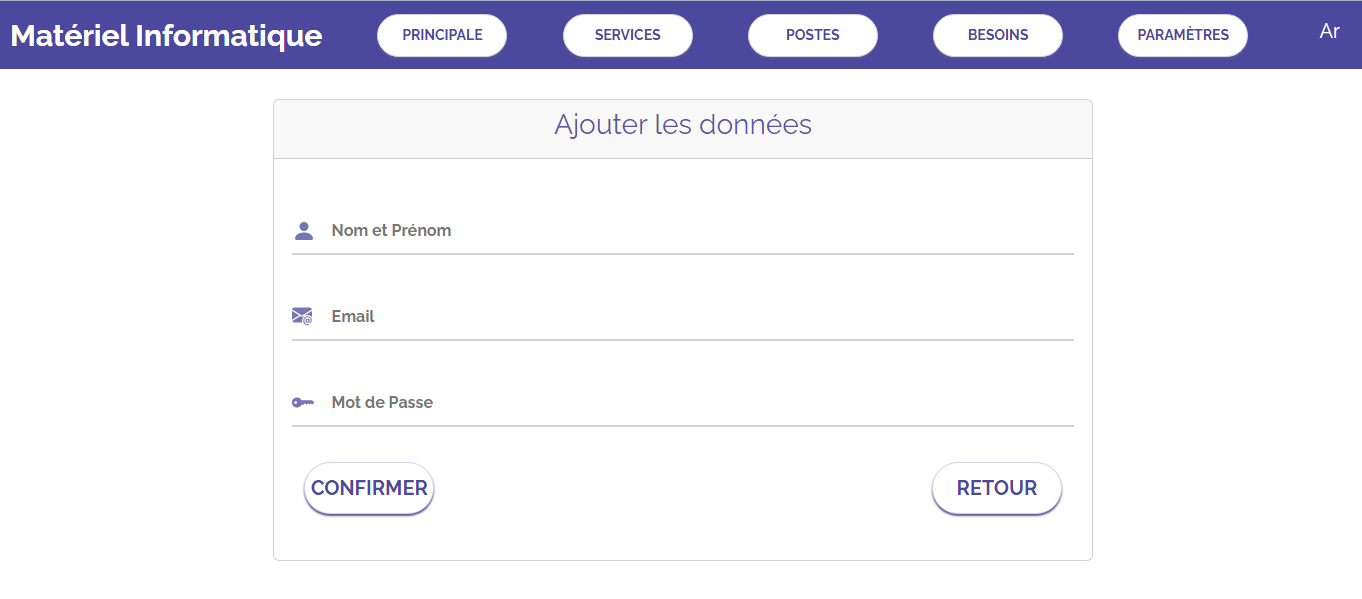 Matériel Informatique
PRINCIPALE
SERVICES
POSTES
BESOINS
PARAMÈTRES
Ar
Ajouter les données
Nom et Prénom
Email
Mot de Passe
CONFIRMER
RETOUR